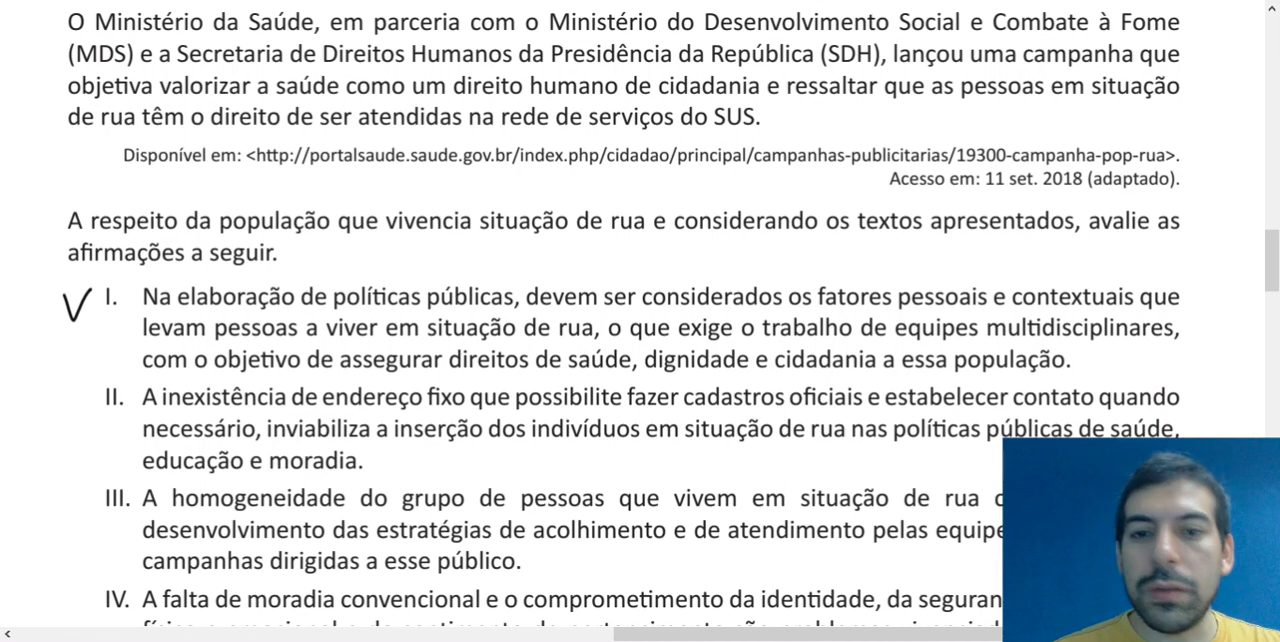 O Ministério da Saúde, em parceria com o Ministério do Desenvolvimento Social e Combate à Fome
(MDS) e a Secretaria de Direitos Humanos da Presidência da República (SDH), lançou uma campanha que
objetiva valorizar a saúde como um direito humano de cidadania e ressaltar que as pessoas em situação
de rua têm o direito de ser atendidas na rede de serviços do SUS.
Disponível em: <http://portalsaude.saude.gov.br/index.php/cidadao/principal/campanhas-publicitarias/19300-campanha-pop-rua>.
Acesso em: 11 set. 2018 (adaptado).
A respeito da população que vivencia situação de rua e considerando os textos apresentados, avalie as
afirmações a seguir.
V I. Na elaboração de políticas públicas, devem ser considerados os fatores pessoais e contextuais que
levam pessoas a viver em situação de rua, o que exige o trabalho de equipes multidisciplinares,
com o objetivo de assegurar direitos de saúde, dignidade e cidadania a essa população.
II. A inexistência de endereço fixo que possibilite fazer cadastros oficiais e estabelecer contato quando
necessário, inviabiliza a inserção dos indivíduos em situação de rua nas políticas públicas de saúde,
educação e moradia.
III. A homogeneidade do grupo de pessoas que vivem em situação de rua
desenvolvimento das estratégias de acolhimento e de atendimento pelas
campanhas dirigidas a esse público.
IV. A falta de moradia convencional e o comprometimento da identidade, da